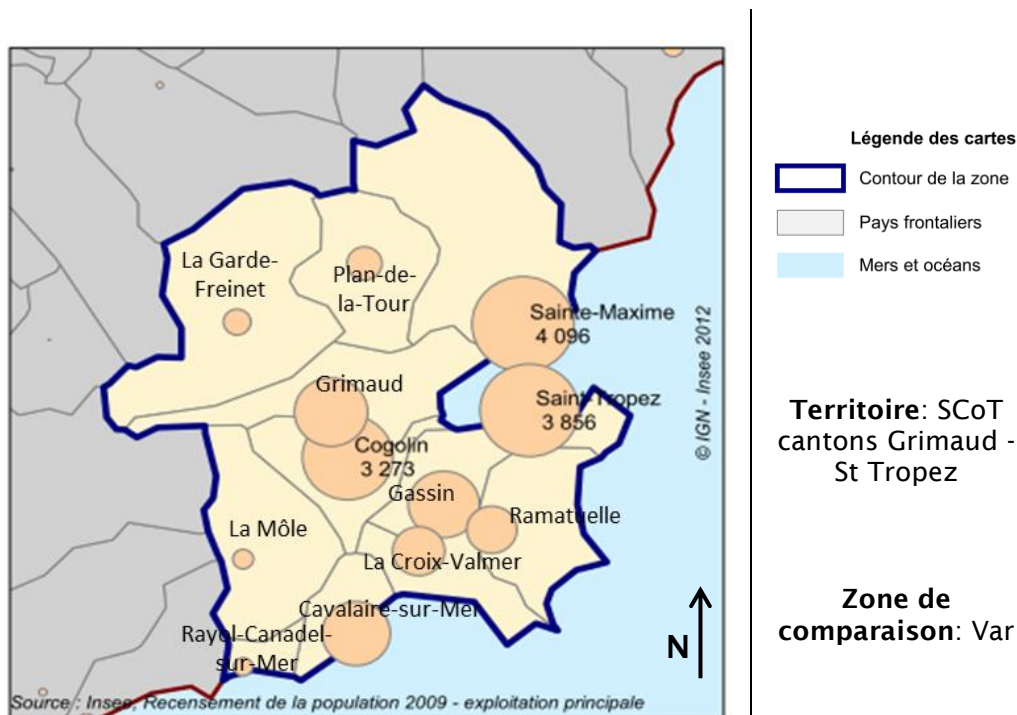 La Garde-
Freinet
Plan-de-
la-Tour
Sainte-Maxime
4 096
Grimaud
Saint-Tropez
3 856
Cogolin
3 273
Gassin
Ramatuelle
La Môle
La Croix-Valmer
Cavalaire-sur-Mer
Rayol-Canadel-
sur-Mer
N
© IGN - Insee 2012
Source : Insee, Recensement de la population 2009 - exploitation principale
Légende des cartes
Contour de la zone
Pays frontaliers
Mers et océans
Territoire: SCoT
cantons Grimaud -
St Tropez
Zone de
comparaison: Var